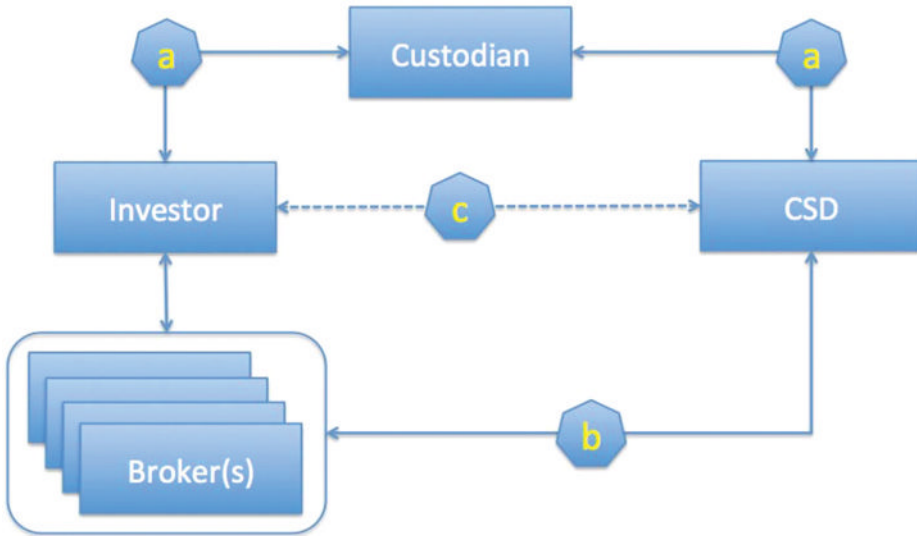 a
Custodian
a
Investor
c
CSD
Broker(s)
b